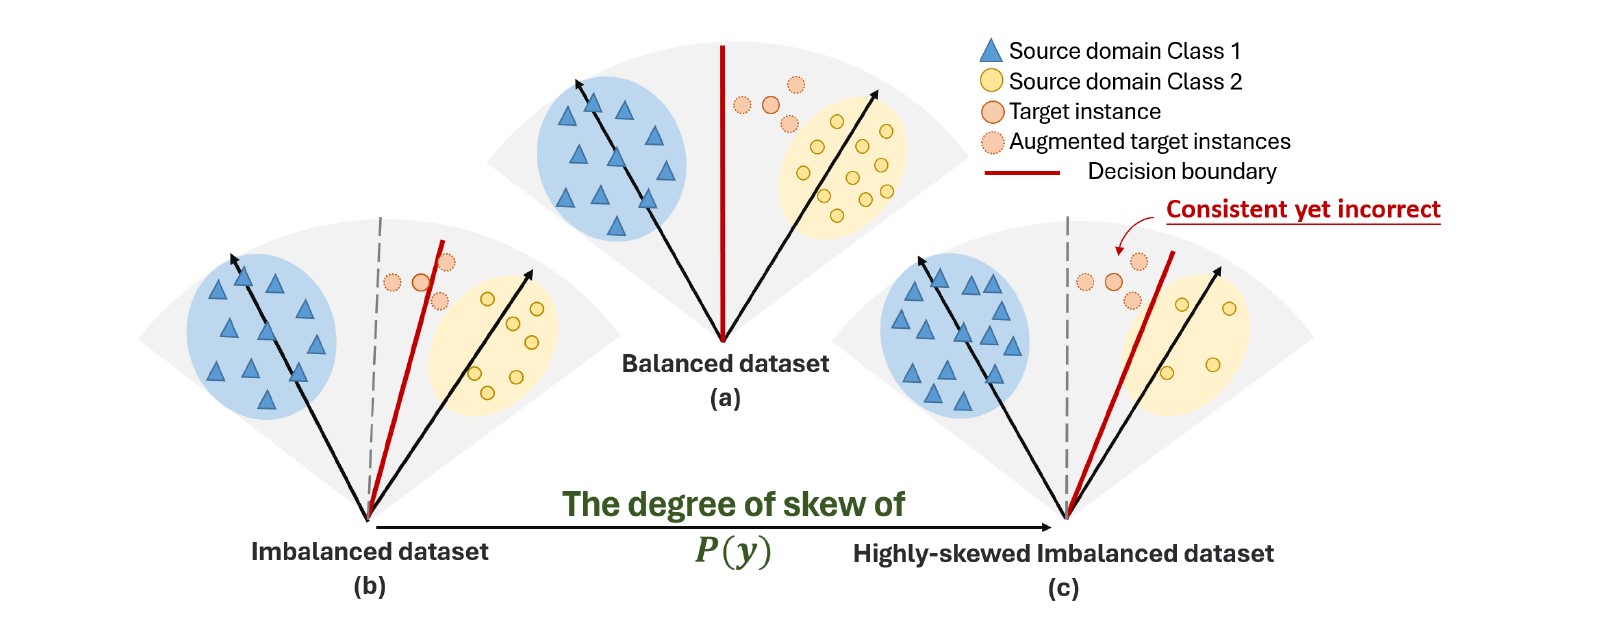 Source domain Class 1
Source domain Class 2
Target instance
Augmented target instances
Decision boundary
Consistent yet incorrect
Balanced dataset
(a)
The degree of skew of
P(y)
Imbalanced dataset
(b)
Highly-skewed Imbalanced dataset
(c)